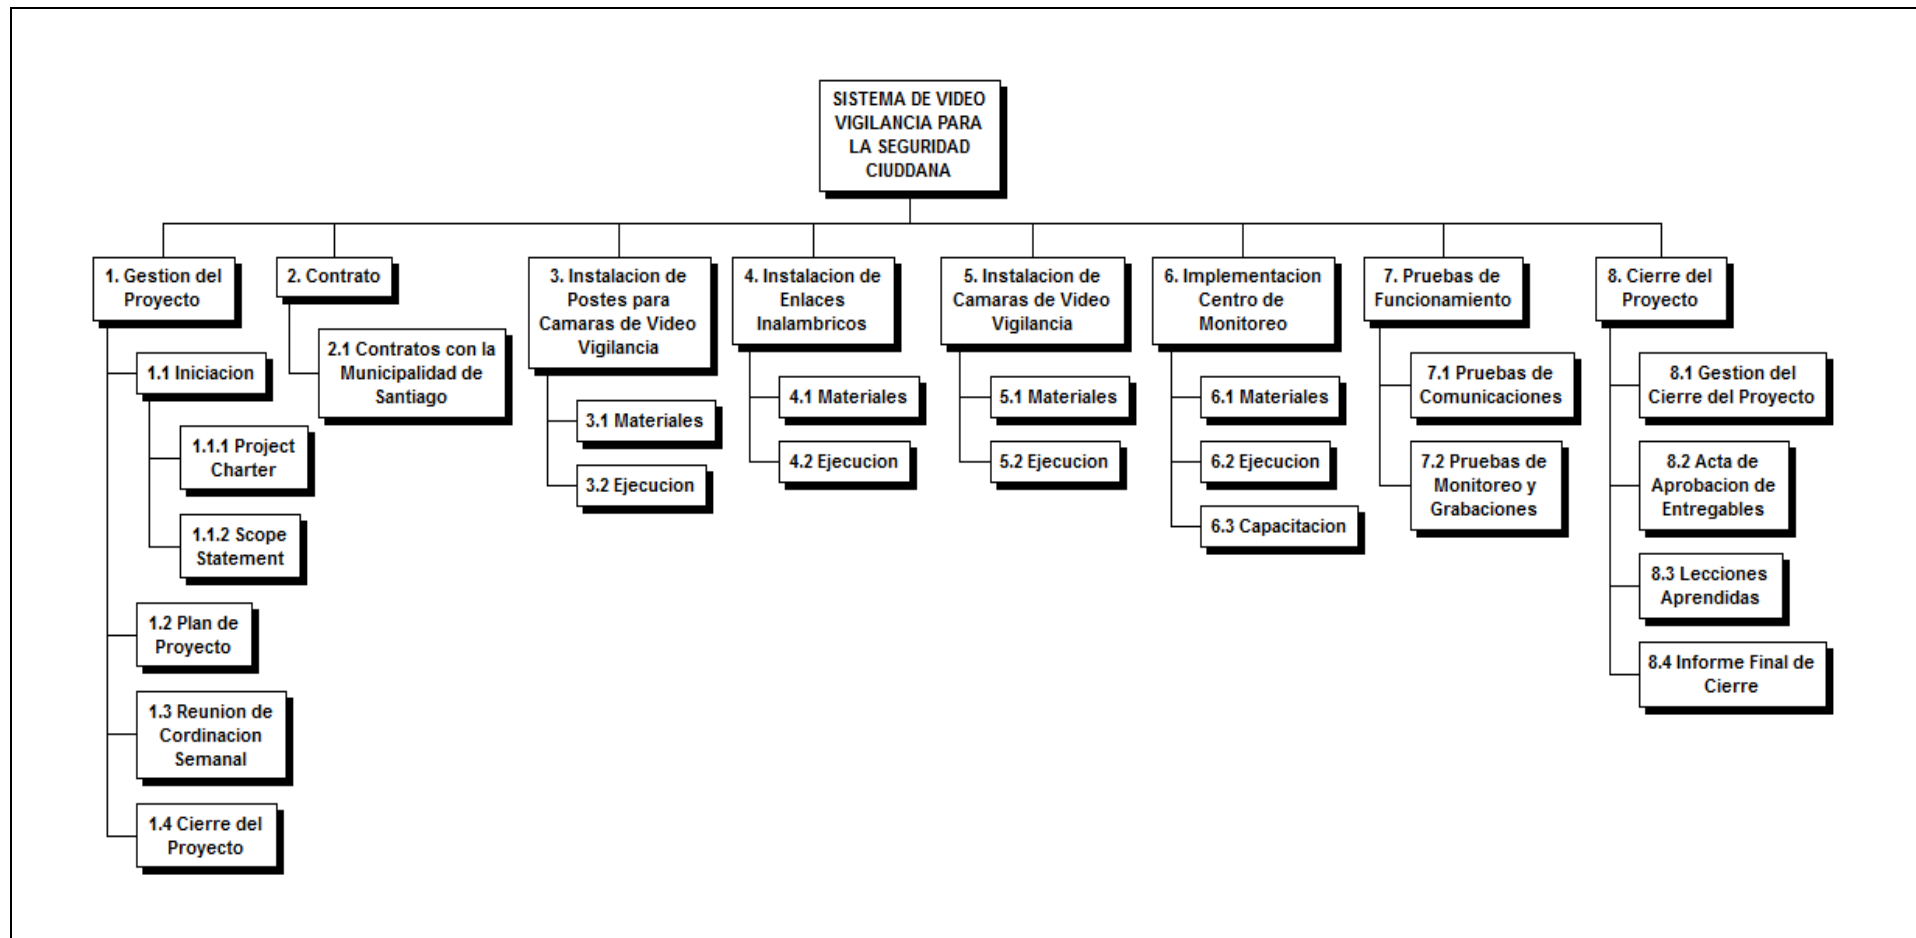 SISTEMA DE VIDEO
VIGILANCIA PARA
LA SEGURIDAD
CIUDDANA
1. Gestion del
Proyecto
1.1 Iniciacion
1.1.1 Project
Charter
1.1.2 Scope
Statement
1.2 Plan de
Proyecto
1.3 Reunion de
Cordinacion
Semanal
1.4 Cierre del
Proyecto
2. Contrato
2.1 Contratos con la
Municipalidad de
Santiago
3. Instalacion de
Postes para
Camaras de Video
Vigilancia
3.1 Materiales
3.2 Ejecucion
4. Instalacion de
Enlaces
Inalambricos
4.1 Materiales
4.2 Ejecucion
5. Instalacion de
Camaras de Video
Vigilancia
5.1 Materiales
5.2 Ejecucion
6. Implementacion
Centro de
Monitoreo
6.1 Materiales
6.2 Ejecucion
6.3 Capacitacion
7. Pruebas de
Funcionamiento
7.1 Pruebas de
Comunicaciones
7.2 Pruebas de
Monitoreo y
Grabaciones
8. Cierre del
Proyecto
8.1 Gestion del
Cierre del Proyecto
8.2 Acta de
Aprobacion de
Entregables
8.3 Lecciones
Aprendidas
8.4 Informe Final de
Cierre